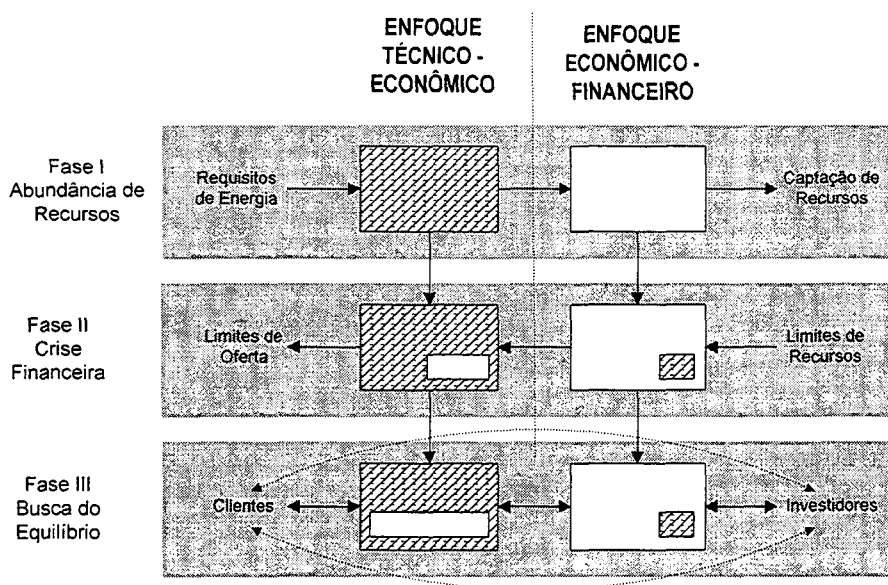 ENFOQUE
TÉCNICO -
ECONÔMICO
ENFOQUE
ECONÔMICO -
FINANCEIRO
Fase I
Abundância de
Recursos
Requisitos
de Energia
Captação de
Recursos
Fase II
Crise
Financeira
Limites de
Oferta
Limites de
Recursos
Fase III
Busca do
Equilíbrio
Clientes
Investidores